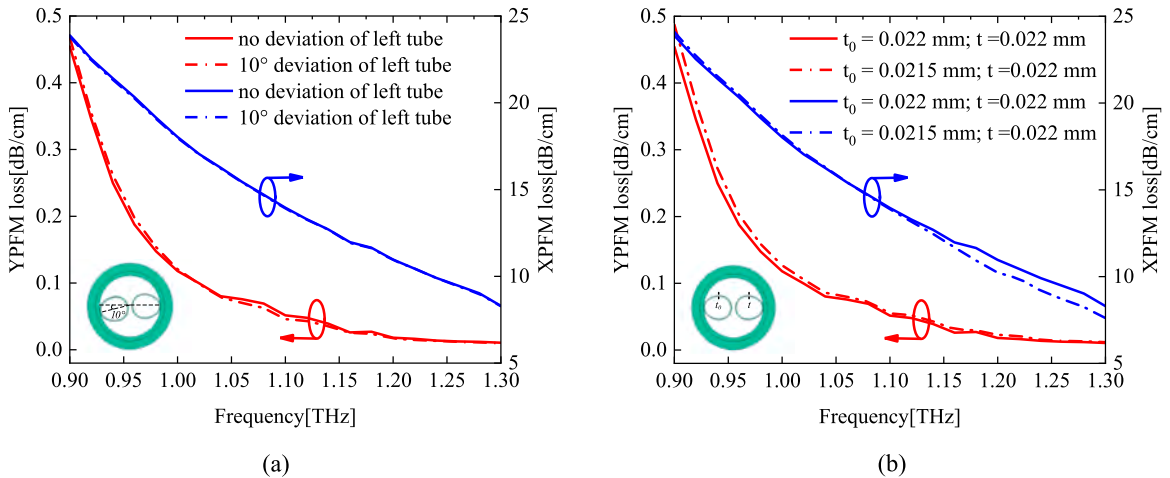 no deviation of left tube
10° deviation of left tube
no deviation of left tube
10° deviation of left tube
YPFM loss[dB/cm]
0.5
0.4
0.3
0.2
0.1
0.0
XPFM loss[dB/cm]
25
20
15
10
5
10°
0.90 0.95 1.00 1.05 1.10 1.15 1.20 1.25 1.30
Frequency[THz]
(a)
t0 = 0.022 mm; t =0.022 mm
t0 = 0.0215 mm; t =0.022 mm
t0 = 0.022 mm; t =0.022 mm
t0 = 0.0215 mm; t =0.022 mm
YPFM loss[dB/cm]
0.5
0.4
0.3
0.2
0.1
0.0
XPFM loss[dB/cm]
25
20
15
10
5
t0 t
0.90 0.95 1.00 1.05 1.10 1.15 1.20 1.25 1.30
Frequency[THz]
(b)